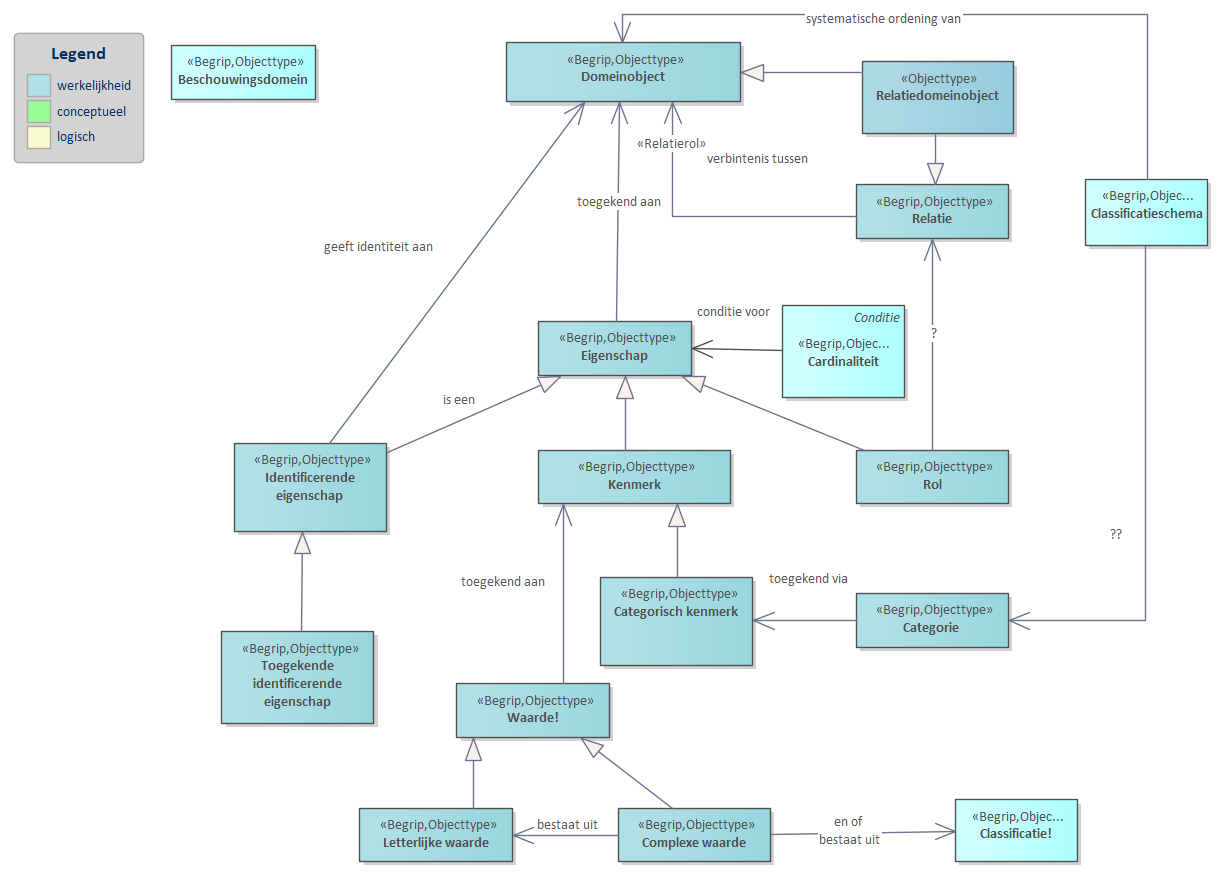 systematische ordening van
Legend
werkelijkheid
conceptueel
logisch
«Begrip,Objecttype»
Beschouwingsdomein
«Begrip,Objecttype»
Domeinobject
«Objecttype»
Relatiedomeinobject
«Relatierol»
verbintenis tussen
«Begrip,Objecttype»
Relatie
«Begrip,Objec...
Classificatieschema
toegekend aan
geeft identiteit aan
conditie voor
Conditie
«Begrip,Objec...
Cardinaliteit
?
«Begrip,Objecttype»
Eigenschap
is een
«Begrip,Objecttype»
Identificerende
eigenschap
«Begrip,Objecttype»
Kenmerk
«Begrip,Objecttype»
Rol
??
toegekend aan
«Begrip,Objecttype»
Categorisch kenmerk
toegekend via
«Begrip,Objecttype»
Categorie
«Begrip,Objecttype»
Toegekende
identificerende
eigenschap
«Begrip,Objecttype»
Waarde!
«Begrip,Objecttype»
Letterlijke waarde
bestaat uit
«Begrip,Objecttype»
Complexe waarde
en of
bestaat uit
«Begrip,Objec...
Classificatie!